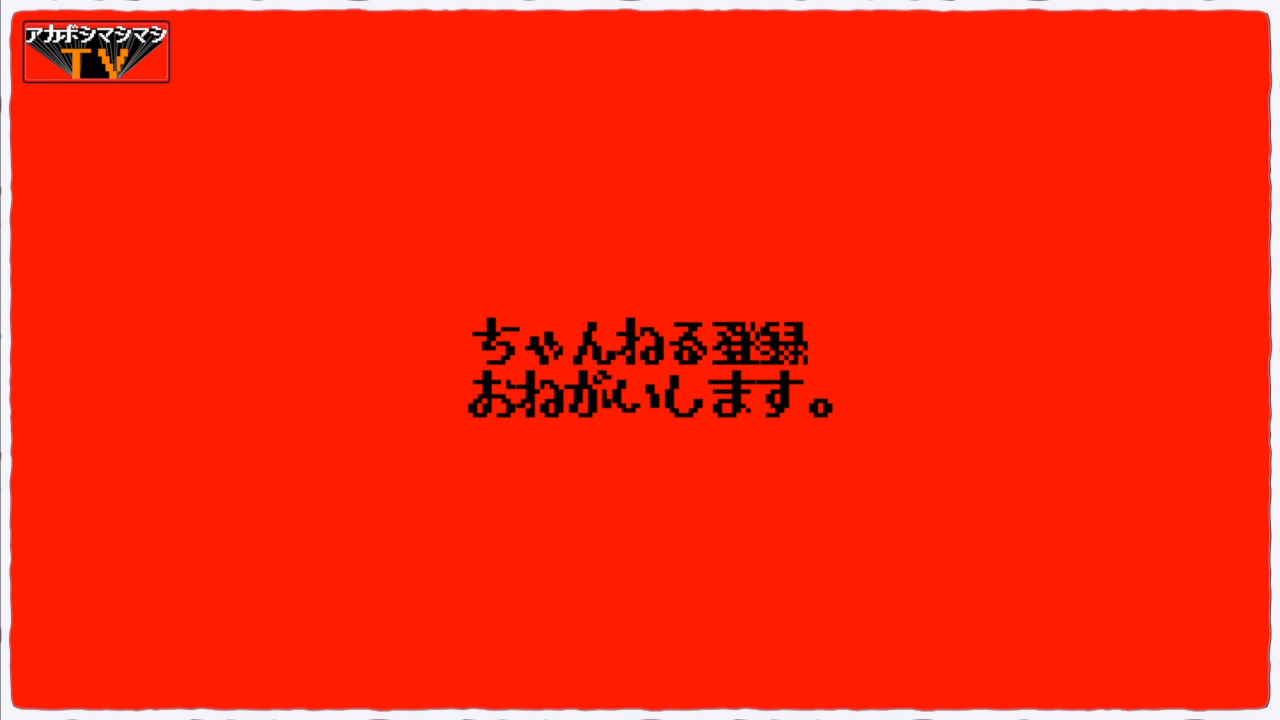 アカボシマシマシ
TV
ちゃんねる登録
おねがいします。